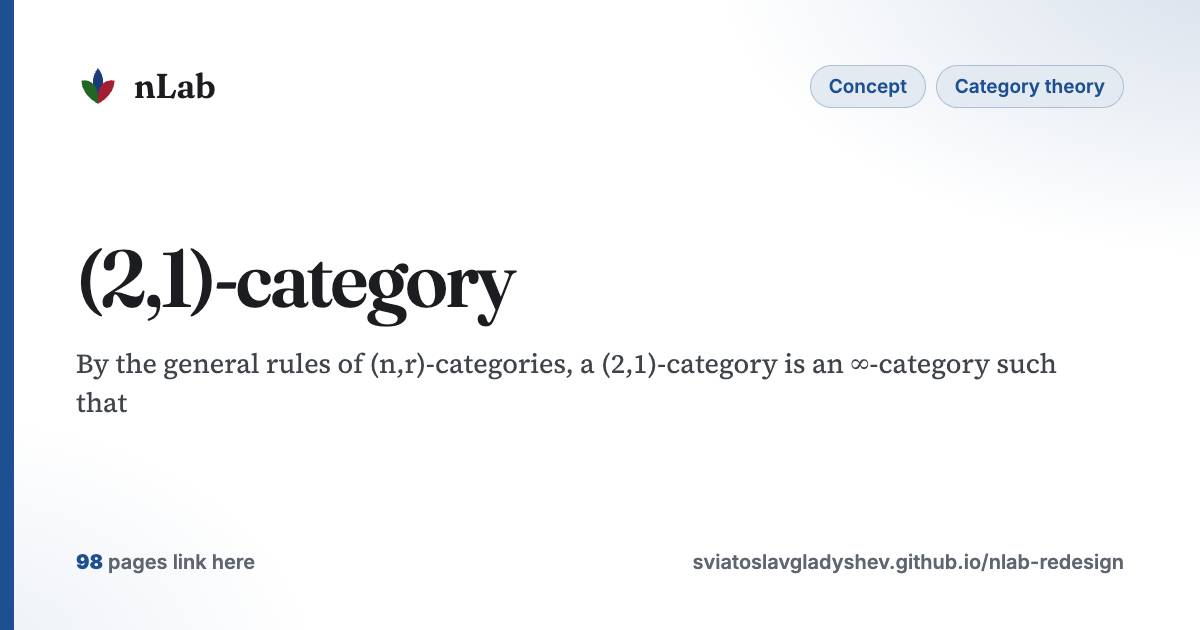 nLab
Concept
Category theory
(2,1)-category
By the general rules of (n,r)-categories, a (2,1)-category is an ∞-category such
that
98 pages link here
sviatoslavgladyshev.github.io/nlab-redesign